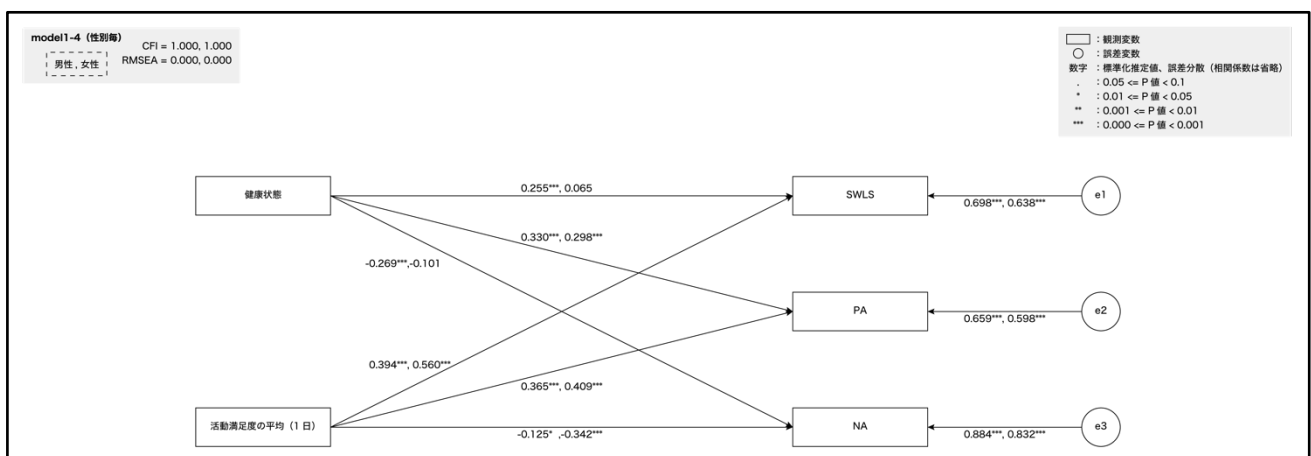 model1-4（性別毎）
CFI = 1.000, 1.000
RMSEA = 0.000, 0.000
男性 , 女性
：観測変数
：誤差変数
数字 ：標準化推定値、誤差分散（相関係数は省略）
. ：0.05 <= P 値 < 0.1
* ：0.01 <= P 値 < 0.05
** ：0.001 <= P 値 < 0.01
*** ：0.000 <= P 値 < 0.001
健康状態
0.255***, 0.065
SWLS
0.698***, 0.638***
e1
0.330***, 0.298***
-0.269***,-0.101
PA
0.659***, 0.598***
e2
0.394***, 0.560***
0.365***, 0.409***
活動満足度の平均（1 日）
-0.125* ,-0.342***
NA
0.884***, 0.832***
e3